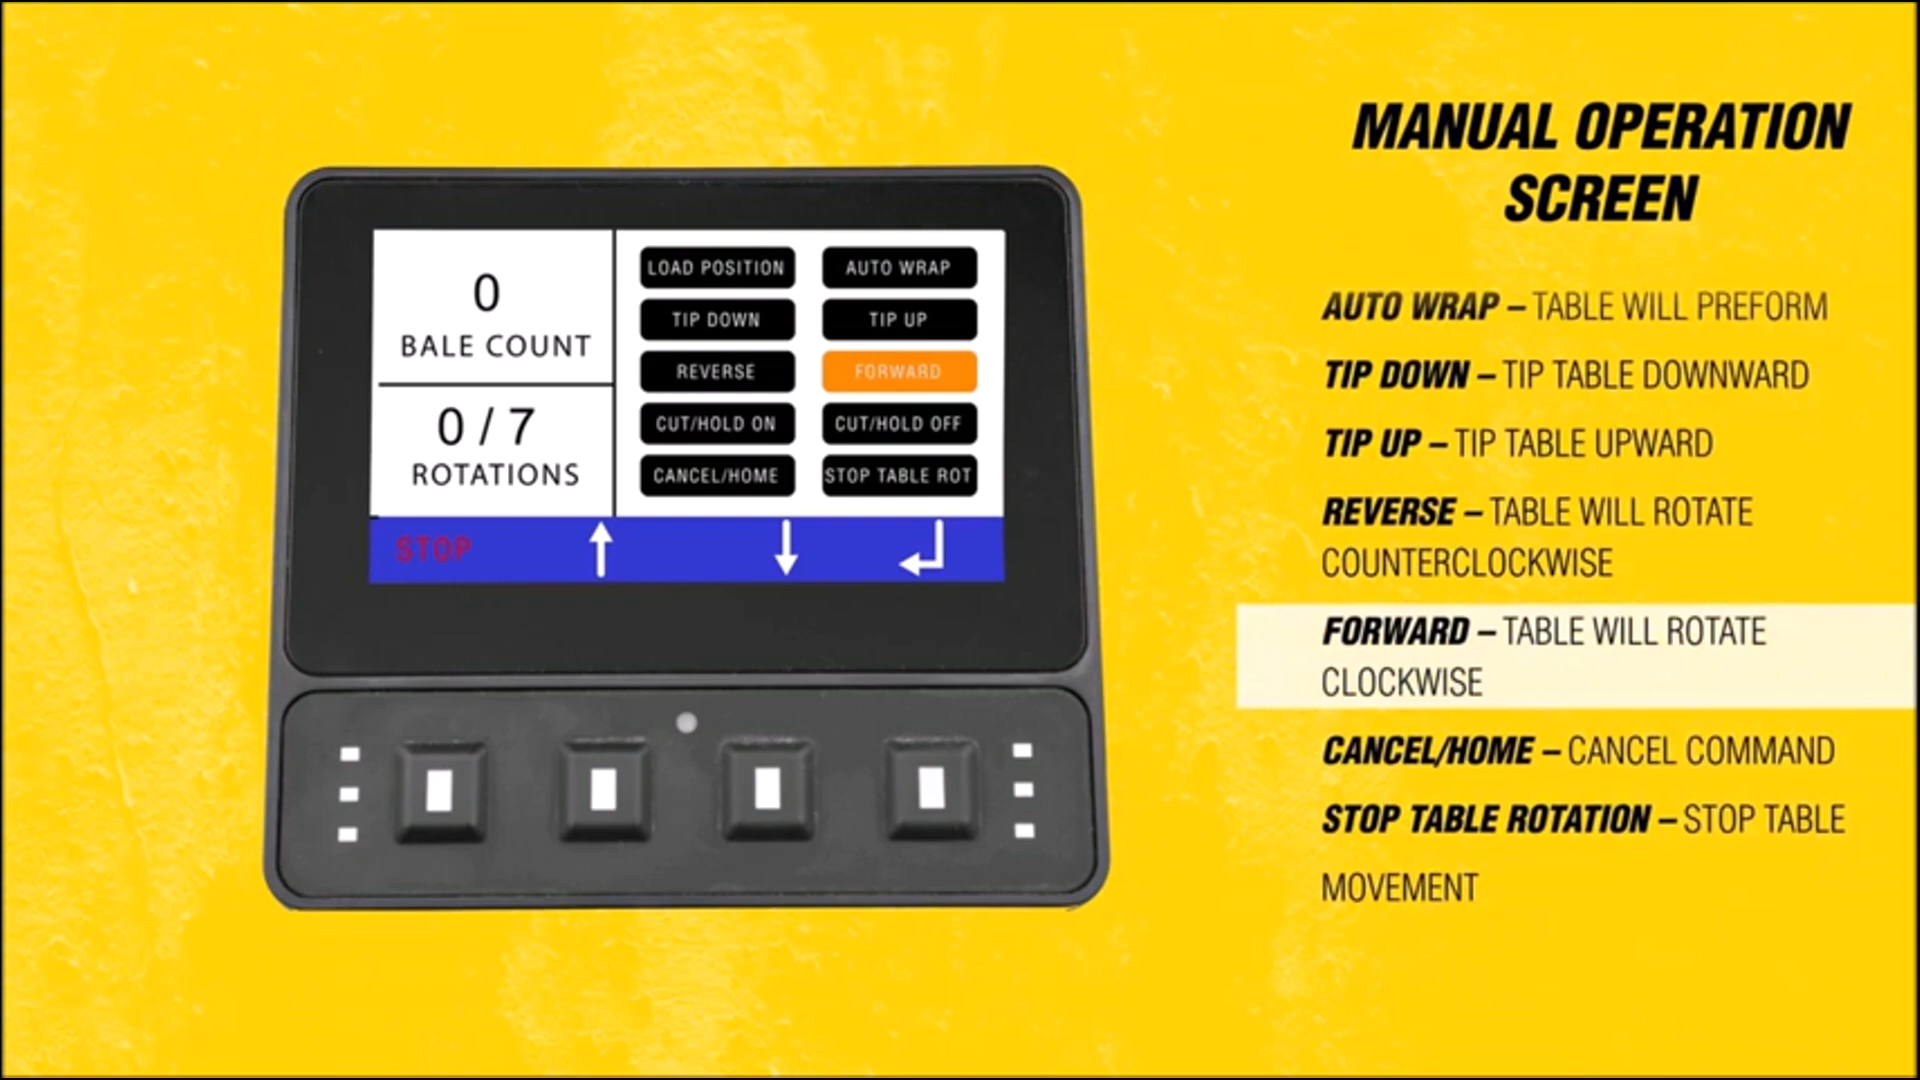 MANUAL OPERATION
SCREEN
0
BALE COUNT
0 / 7
ROTATIONS
LOAD POSITION
AUTO WRAP
TIP DOWN
TIP UP
REVERSE
FORWARD
CUT/HOLD ON
CUT/HOLD OFF
CANCEL/HOME
STOP TABLE ROT
STOP
AUTO WRAP – TABLE WILL PREFORM
TIP DOWN – TIP TABLE DOWNWARD
TIP UP – TIP TABLE UPWARD
REVERSE – TABLE WILL ROTATE
COUNTERCLOCKWISE
FORWARD – TABLE WILL ROTATE
CLOCKWISE
CANCEL/HOME – CANCEL COMMAND
STOP TABLE ROTATION – STOP TABLE
MOVEMENT